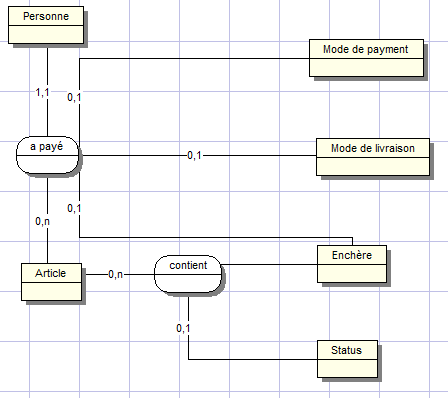 Personne
Mode de payment
1,1
0,1
a payé
0,1
Mode de livraison
0,n
0,1
Article
0,n
contient
Enchère
0,1
Status